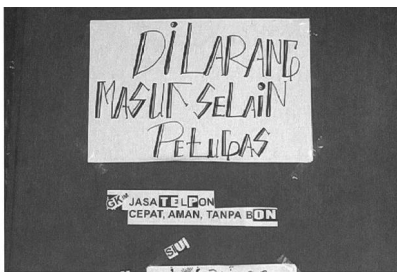 DiLARANG
MASUK SELAiN
PETUGAS
JASA TELPON
CEPAT, AMAN, TANPA BON